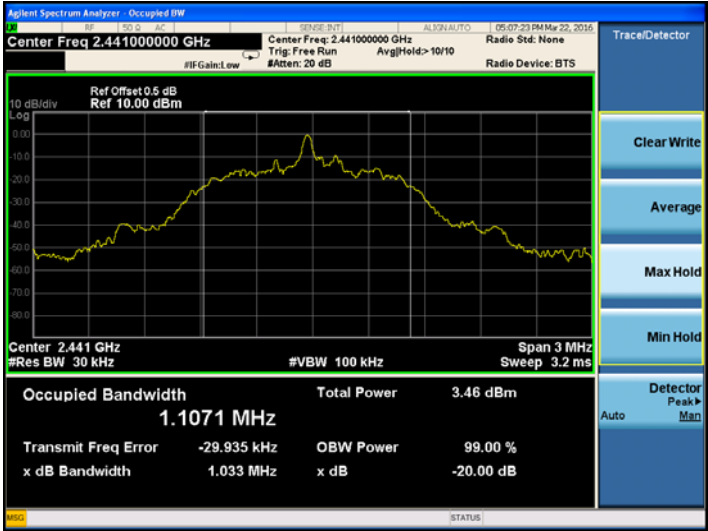 Agilent Spectrum Analyzer - Occupied BW
RF 50 Ω AC SENSE:INT ALIGNAUTO 05:07:23 PM Mar 22, 2016
Center Freq 2.441000000 GHz Center Freq: 2.441000000 GHz Radio Std: None
Trig: Free Run Avg|Hold:> 10/10
#IFGain:Low #Atten: 20 dB Radio Device: BTS
Trace/Detector
Ref Offset 0.5 dB
10 dB/div Ref 10.00 dBm
Log
0.00
-10.0
-20.0
-30.0
-40.0
-50.0
-60.0
-70.0
-80.0
Center 2.441 GHz Span 3 MHz
#Res BW 30 kHz #VBW 100 kHz Sweep 3.2 ms
Occupied Bandwidth Total Power 3.46 dBm
1.1071 MHz
Transmit Freq Error -29.935 kHz OBW Power 99.00 %
x dB Bandwidth 1.033 MHz x dB -20.00 dB
Clear Write
Average
Max Hold
Min Hold
Detector
Peak▶
Auto Man
MSG STATUS